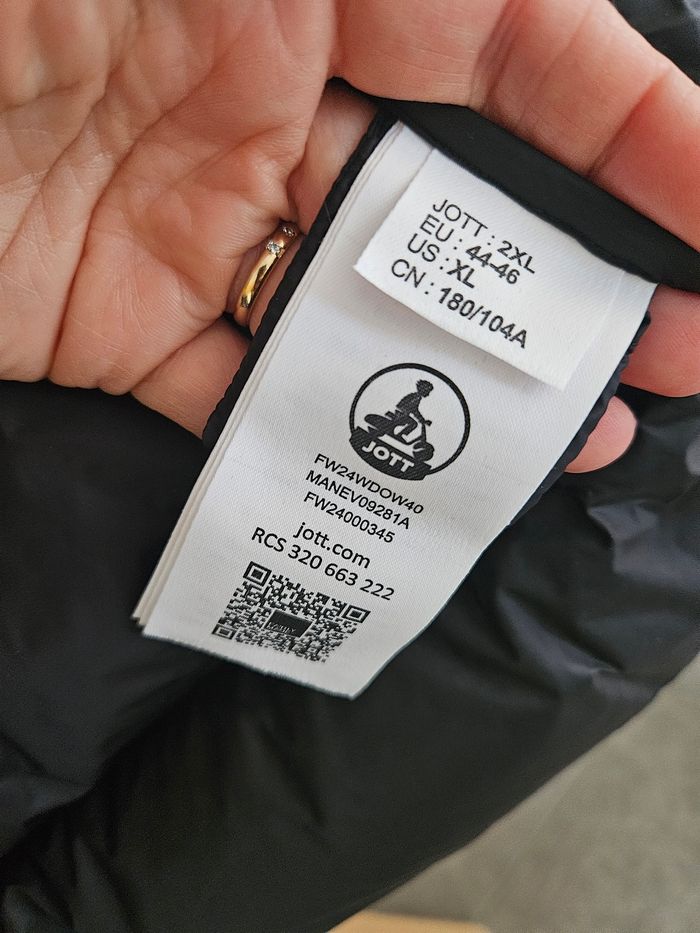 JOTT : 2XL
EU : 44-46
US : XL
CN : 180/104A
JOTT
FW24WDOW40
MANEV09281A
FW24000345
jott.com
RCS 320 663 222